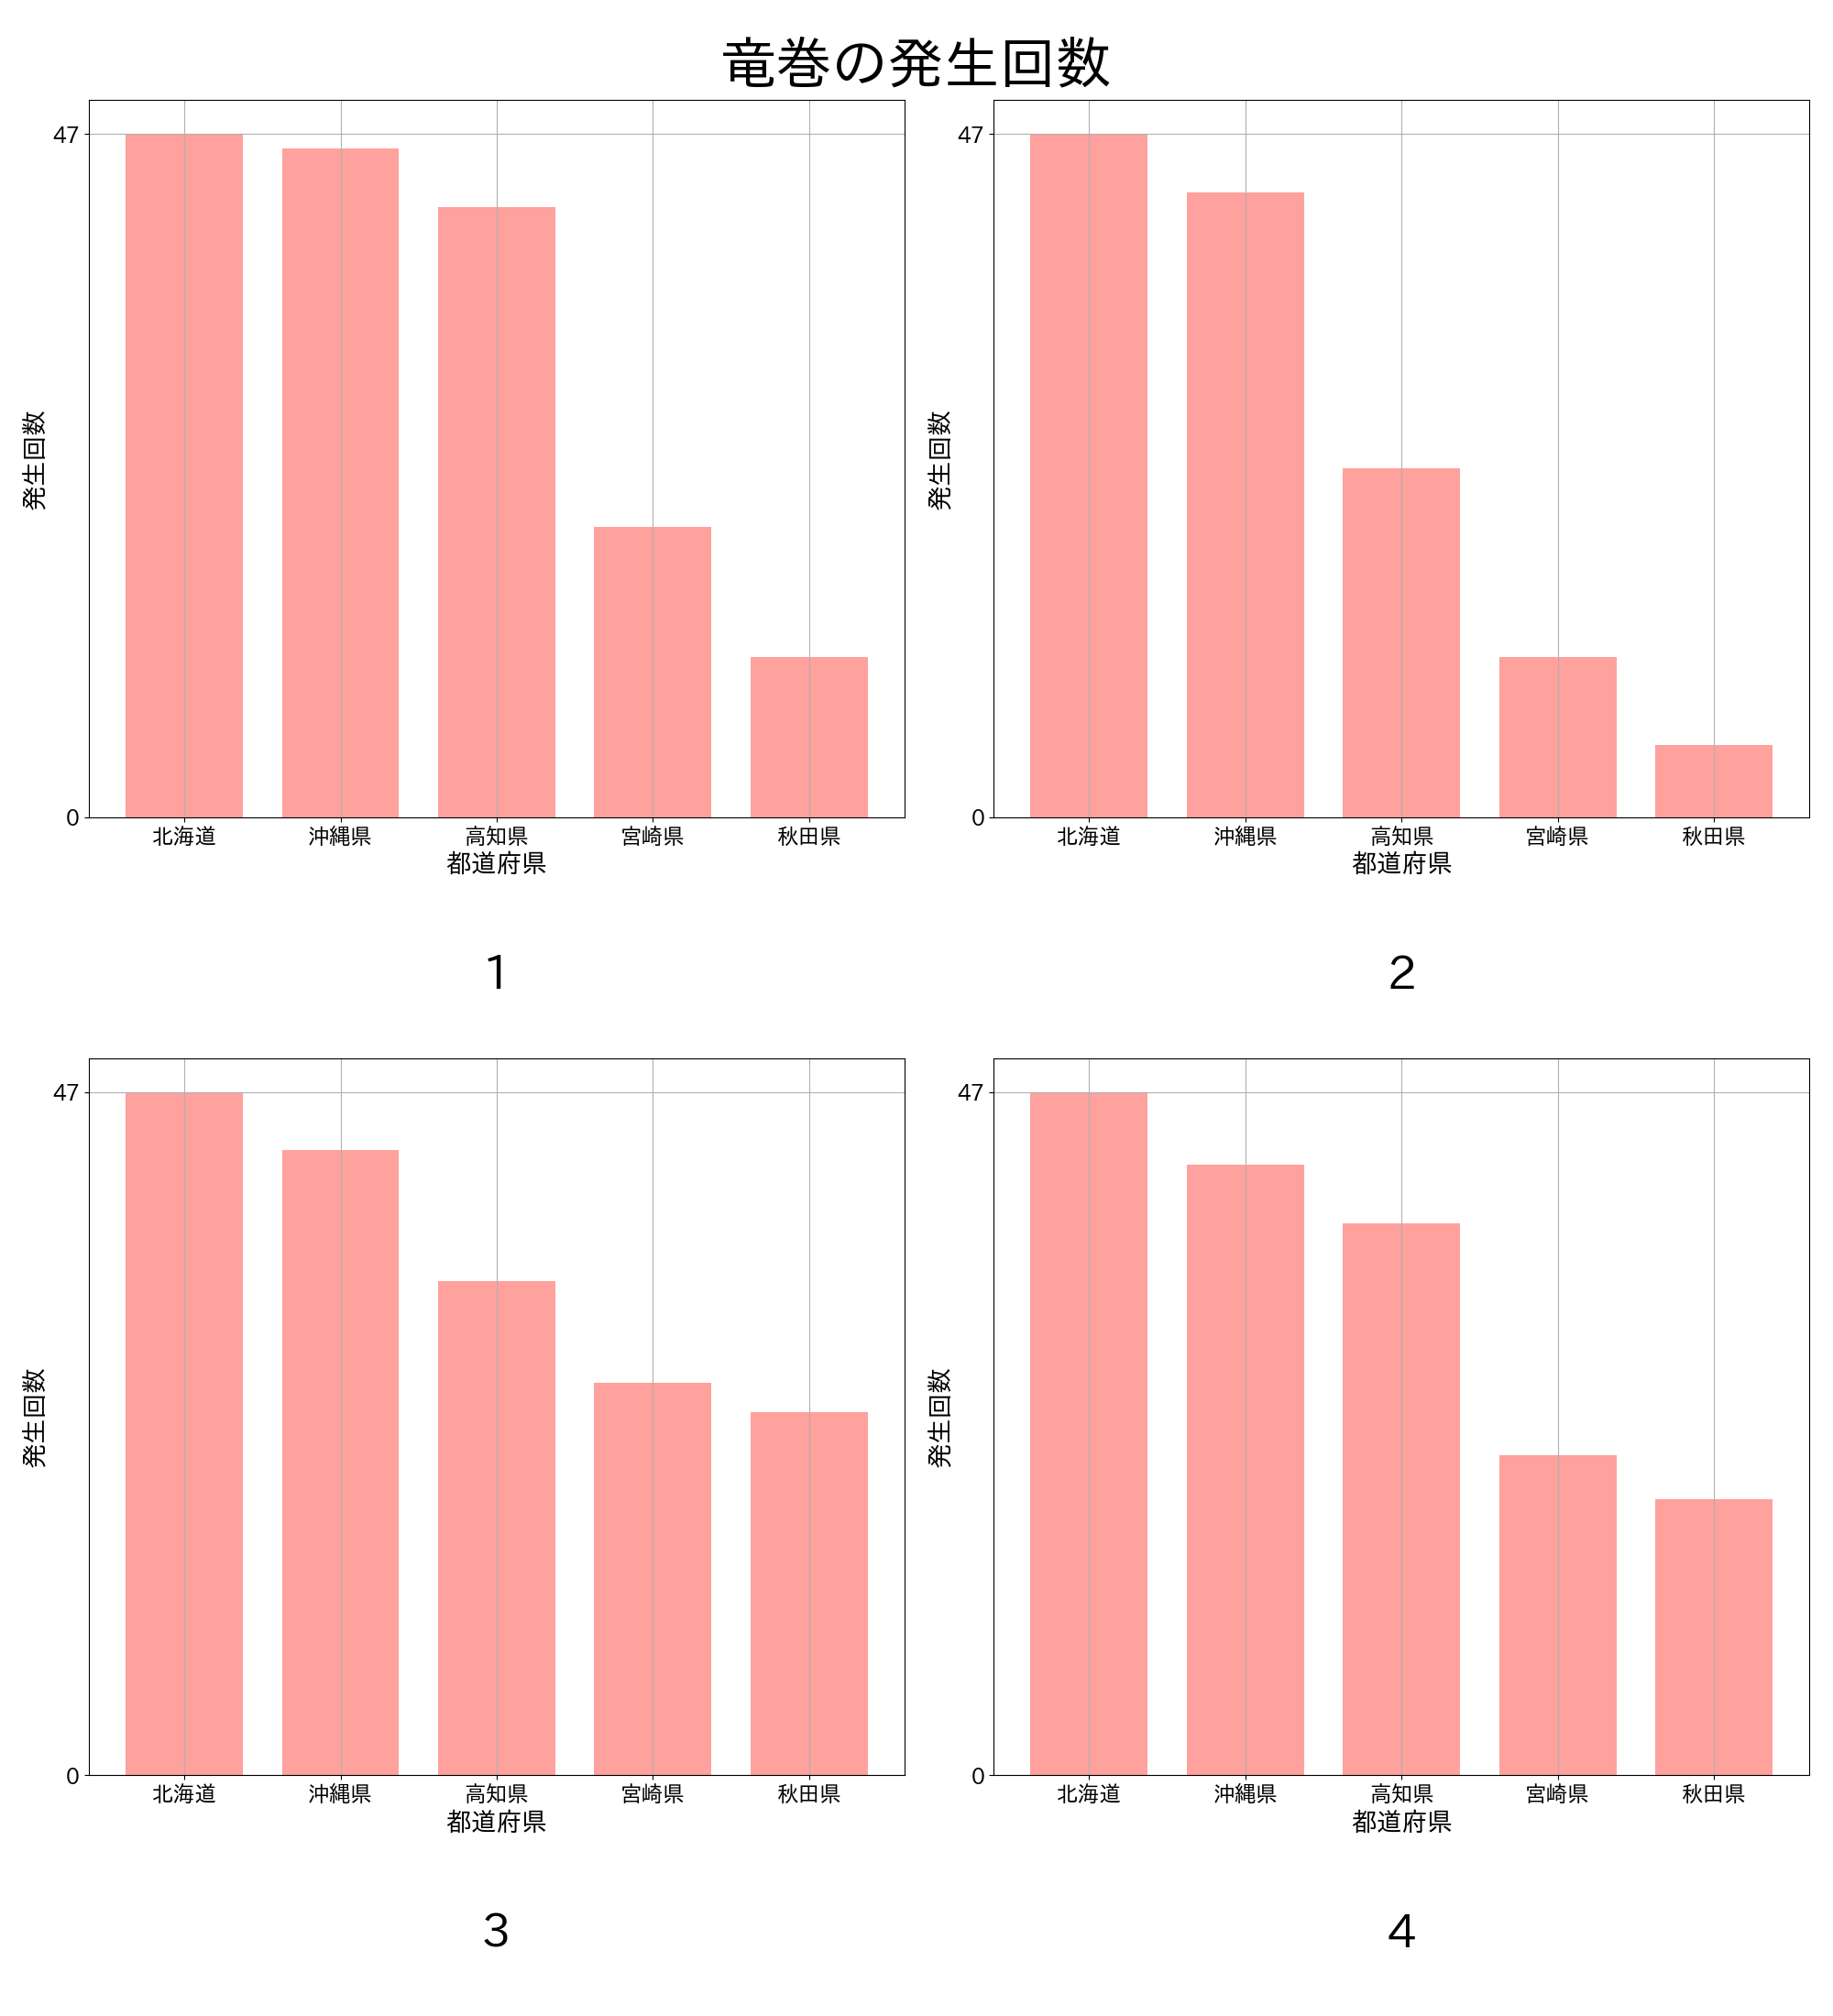 竜巻の発生回数
47
0
発生回数
北海道 沖縄県 高知県 宮崎県 秋田県
都道府県
1
47
0
発生回数
北海道 沖縄県 高知県 宮崎県 秋田県
都道府県
2
47
0
発生回数
北海道 沖縄県 高知県 宮崎県 秋田県
都道府県
3
47
0
発生回数
北海道 沖縄県 高知県 宮崎県 秋田県
都道府県
4